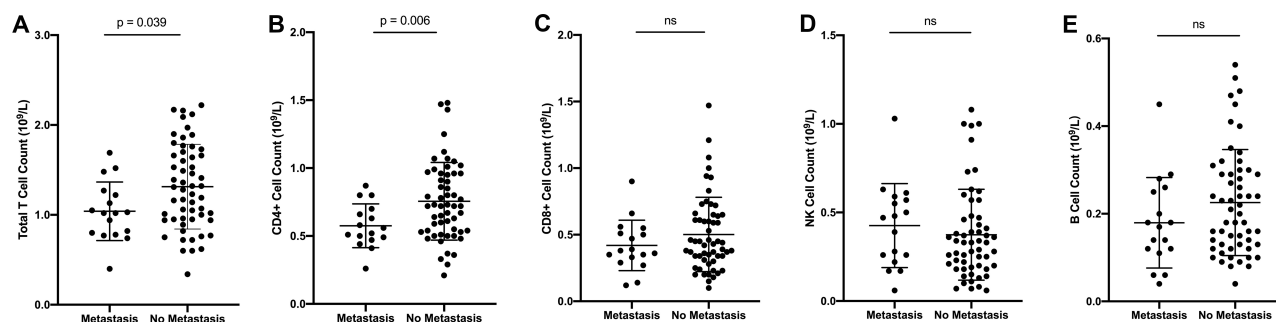 A
p = 0.039
Total T Cell Count (10⁹/L)
3.0
2.0
1.0
0.0
Metastasis No Metastasis
B
p = 0.006
CD4+ Cell Count (10⁹/L)
2.0
1.5
1.0
0.5
0.0
Metastasis No Metastasis
C
ns
CD8+ Cell Count (10⁹/L)
2.0
1.5
1.0
0.5
0.0
Metastasis No Metastasis
D
ns
NK Cell Count (10⁹/L)
1.5
1.0
0.5
0.0
Metastasis No Metastasis
E
ns
B Cell Count (10⁹/L)
0.6
0.4
0.2
0.0
Metastasis No Metastasis